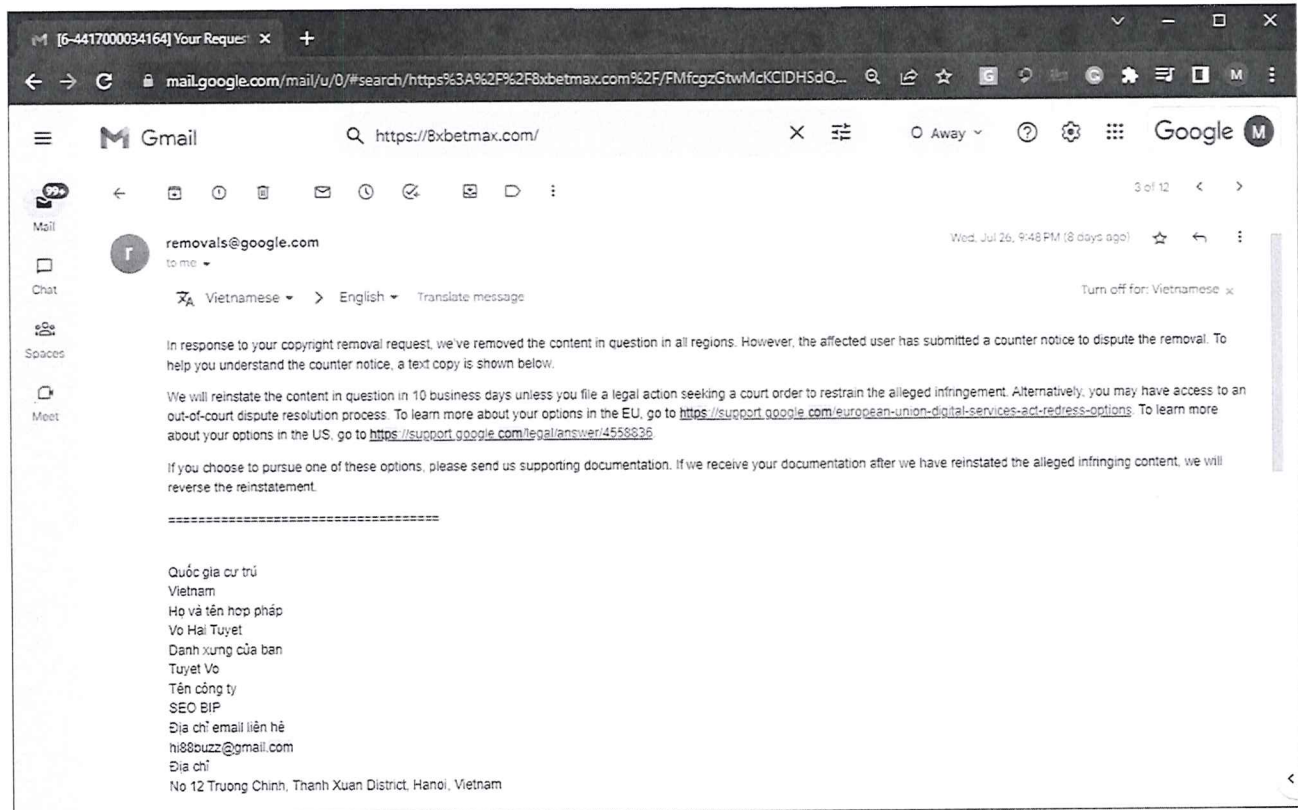 [6-4417000034164] Your Reques
mail.google.com/mail/u/0/#search/https%3A%2F%2F8xbetmax.com%2F/FMfcgzGtwMcKCIDHSdQ...
Gmail
https://8xbetmax.com/
Away
Google
M
99+
Mail
Chat
Spaces
Meet
3 of 12
r
removals@google.com
to me
Wed, Jul 26, 9:48 PM (8 days ago)
Vietnamese > English Translate message
Turn off for: Vietnamese x
In response to your copyright removal request, we've removed the content in question in all regions. However, the affected user has submitted a counter notice to dispute the removal. To
help you understand the counter notice, a text copy is shown below.
We will reinstate the content in question in 10 business days unless you file a legal action seeking a court order to restrain the alleged infringement. Alternatively, you may have access to an
out-of-court dispute resolution process. To learn more about your options in the EU, go to https://support.google.com/european-union-digital-services-act-redress-options. To learn more
about your options in the US, go to https://support.google.com/legal/answer/4558836.
If you choose to pursue one of these options, please send us supporting documentation. If we receive your documentation after we have reinstated the alleged infringing content, we will
reverse the reinstatement.
=====================================
Quốc gia cư trú
Vietnam
Họ và tên hợp pháp
Vo Hai Tuyet
Danh xưng của bạn
Tuyet Vo
Tên công ty
SEO BIP
Địa chỉ email liên hệ
hi88buzz@gmail.com
Địa chỉ
No 12 Truong Chinh, Thanh Xuan District, Hanoi, Vietnam